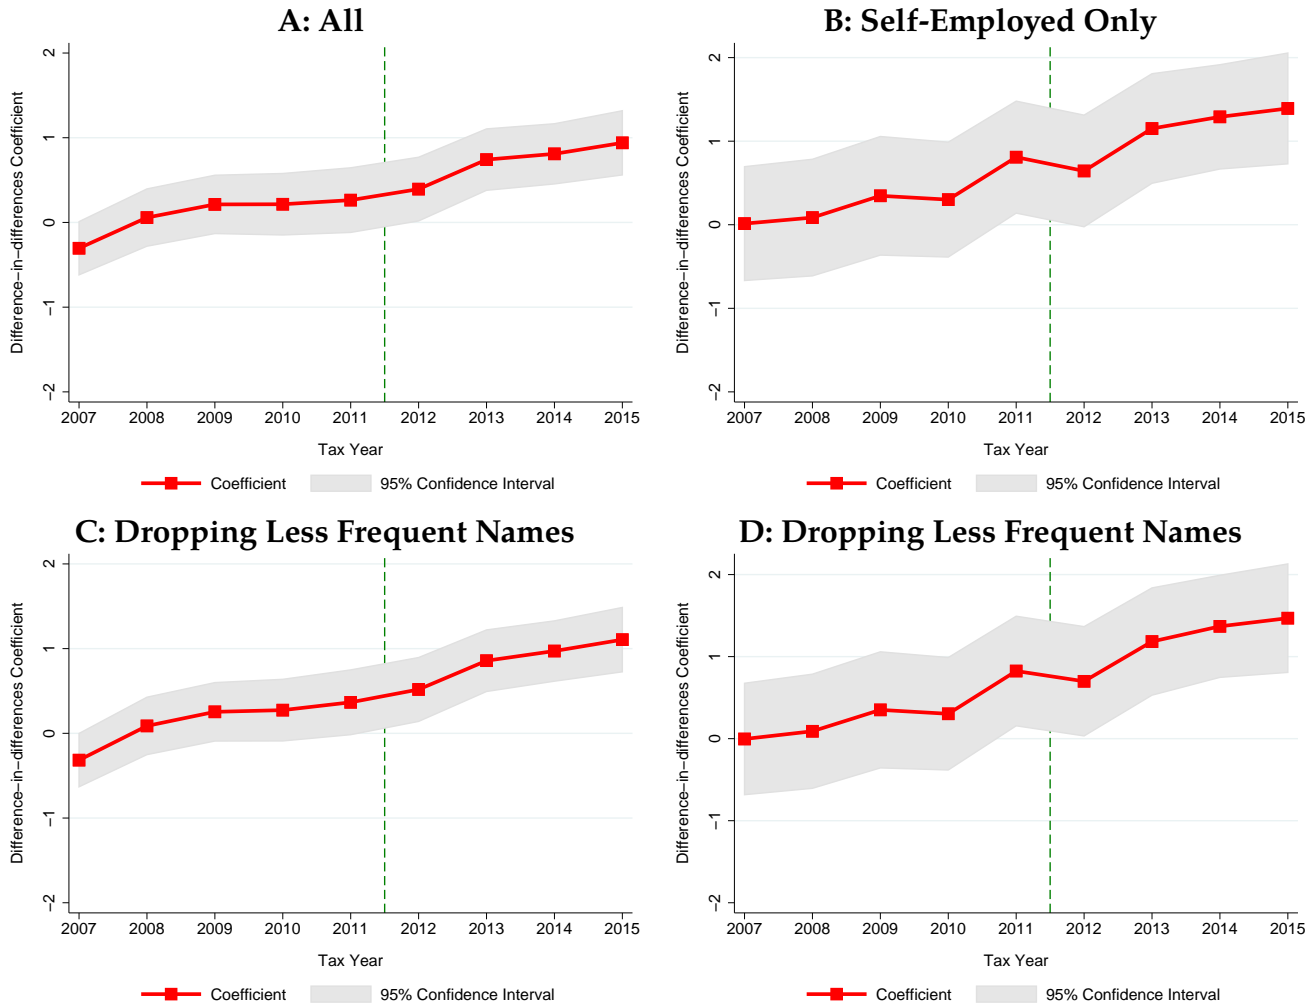 A: All
Difference−in−differences Coefficient
2
1
0
−1
−2
2007 2008 2009 2010 2011 2012 2013 2014 2015
Tax Year
Coefficient 95% Confidence Interval
B: Self-Employed Only
Difference−in−differences Coefficient
2
1
0
−1
−2
2007 2008 2009 2010 2011 2012 2013 2014 2015
Tax Year
Coefficient 95% Confidence Interval
C: Dropping Less Frequent Names
Difference−in−differences Coefficient
2
1
0
−1
−2
2007 2008 2009 2010 2011 2012 2013 2014 2015
Tax Year
Coefficient 95% Confidence Interval
D: Dropping Less Frequent Names
Difference−in−differences Coefficient
2
1
0
−1
−2
2007 2008 2009 2010 2011 2012 2013 2014 2015
Tax Year
Coefficient 95% Confidence Interval